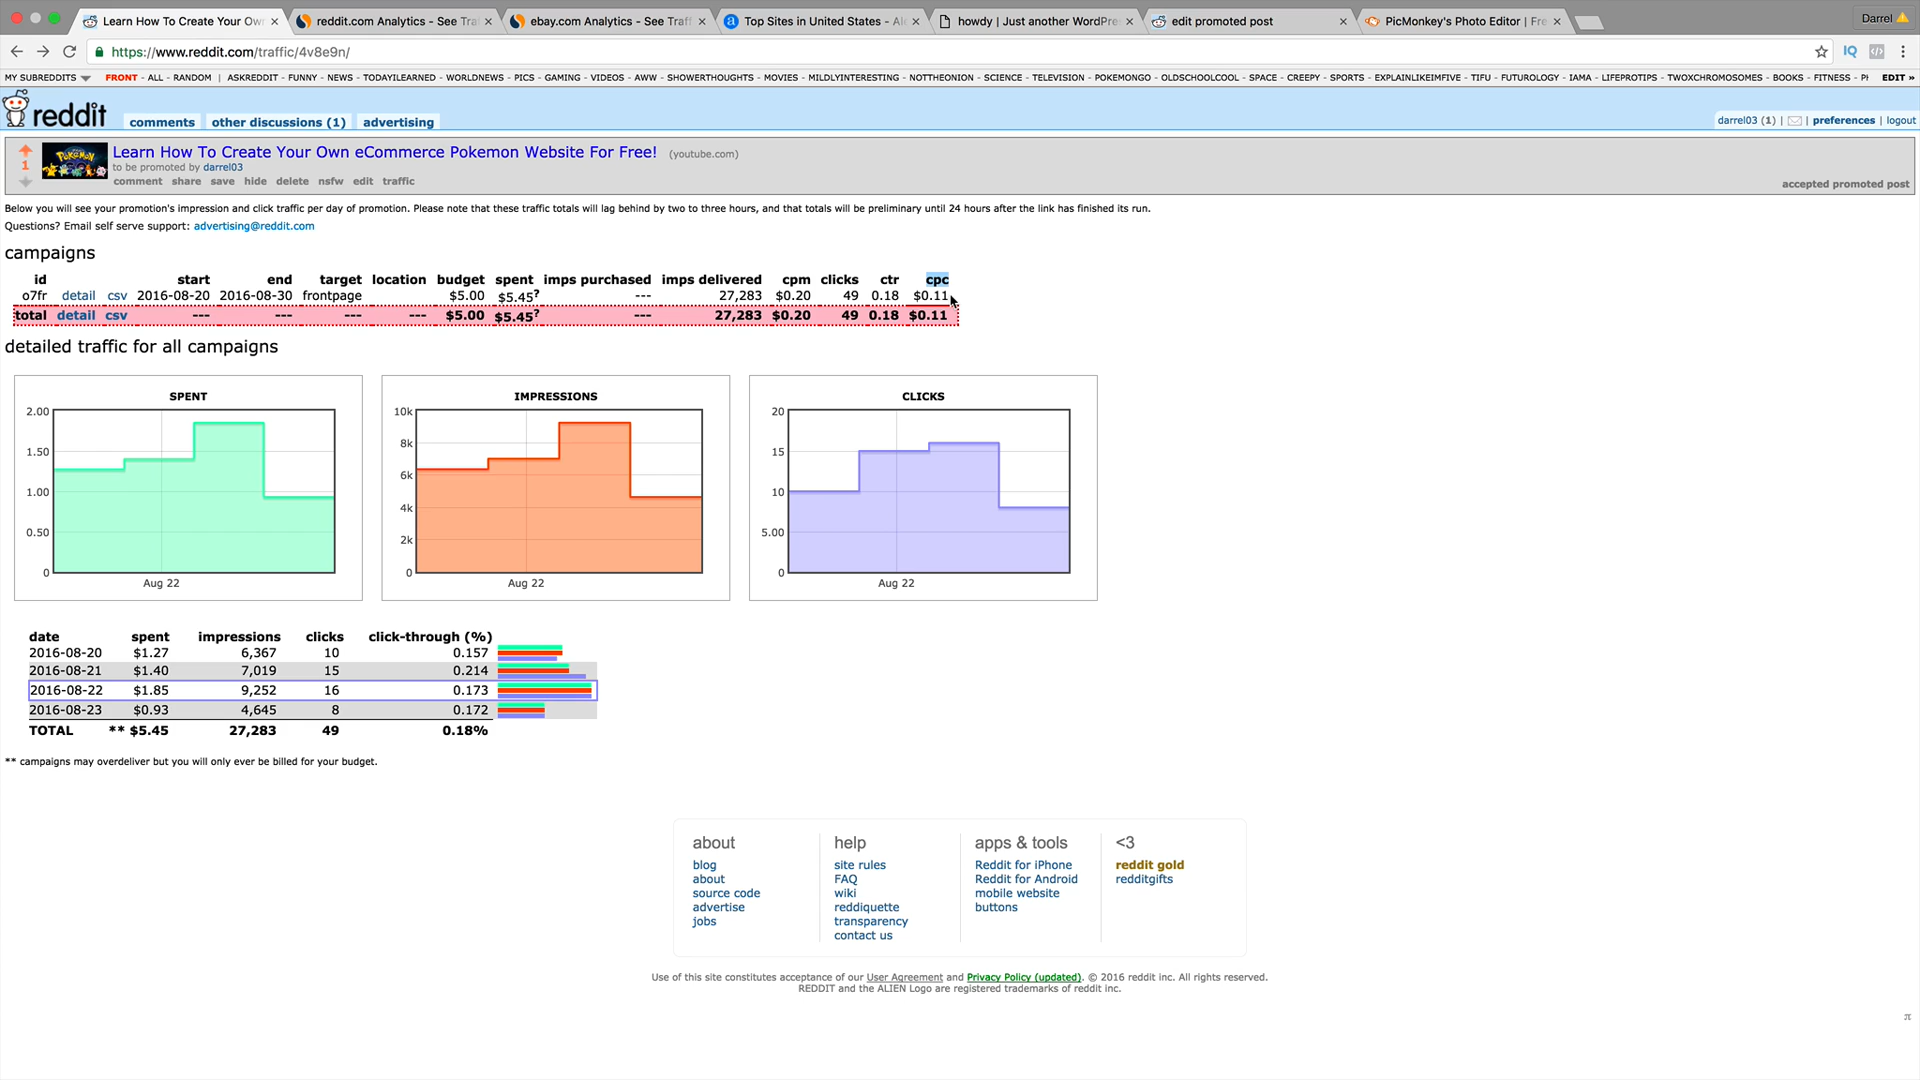 Learn How To Create Your Own
reddit.com Analytics - See Tra
ebay.com Analytics - See Traff
Top Sites in United States - Al
howdy | Just another WordPre
edit promoted post
PicMonkey's Photo Editor | Fre
Darrel
https://www.reddit.com/traffic/4v8e9n/
IQ
MY SUBREDDITS FRONT - ALL - RANDOM | ASKREDDIT - FUNNY - NEWS - TODAYILEARNED - WORLDNEWS - PICS - GAMING - VIDEOS - AWW - SHOWERTHOUGHTS - MOVIES - MILDLYINTERESTING - NOTTHEONION - SCIENCE - TELEVISION - POKEMONGO - OLDSCHOOLCOOL - SPACE - CREEPY - SPORTS - EXPLAINLIKEIMFIVE - TIFU - FUTUROLOGY - IAMA - LIFEPROTIPS - TWOXCHROMOSOMES - BOOKS - FITNESS - PH EDIT »
reddit comments other discussions (1) advertising
darrel03 (1) | | preferences | logout
1
POKEMON
Learn How To Create Your Own eCommerce Pokemon Website For Free! (youtube.com)
to be promoted by darrel03
comment share save hide delete nsfw edit traffic
accepted promoted post
Below you will see your promotion's impression and click traffic per day of promotion. Please note that these traffic totals will lag behind by two to three hours, and that totals will be preliminary until 24 hours after the link has finished its run.
Questions? Email self serve support: advertising@reddit.com
campaigns
id start end target location budget spent imps purchased imps delivered cpm clicks ctr cpc
o7fr detail csv 2016-08-20 2016-08-30 frontpage $5.00 $5.45? --- 27,283 $0.20 49 0.18 $0.11
total detail csv --- --- --- --- $5.00 $5.45? --- 27,283 $0.20 49 0.18 $0.11
detailed traffic for all campaigns
SPENT
2.00
1.50
1.00
0.50
0
Aug 22
IMPRESSIONS
10k
8k
6k
4k
2k
0
Aug 22
CLICKS
20
15
10
5.00
0
Aug 22
date spent impressions clicks click-through (%)
2016-08-20 $1.27 6,367 10 0.157
2016-08-21 $1.40 7,019 15 0.214
2016-08-22 $1.85 9,252 16 0.173
2016-08-23 $0.93 4,645 8 0.172
TOTAL ** $5.45 27,283 49 0.18%
** campaigns may overdeliver but you will only ever be billed for your budget.
about
blog
about
source code
advertise
jobs
help
site rules
FAQ
wiki
reddiquette
transparency
contact us
apps & tools
Reddit for iPhone
Reddit for Android
mobile website
buttons
<3
reddit gold
redditgifts
Use of this site constitutes acceptance of our User Agreement and Privacy Policy (updated). © 2016 reddit inc. All rights reserved.
REDDIT and the ALIEN Logo are registered trademarks of reddit inc.
π